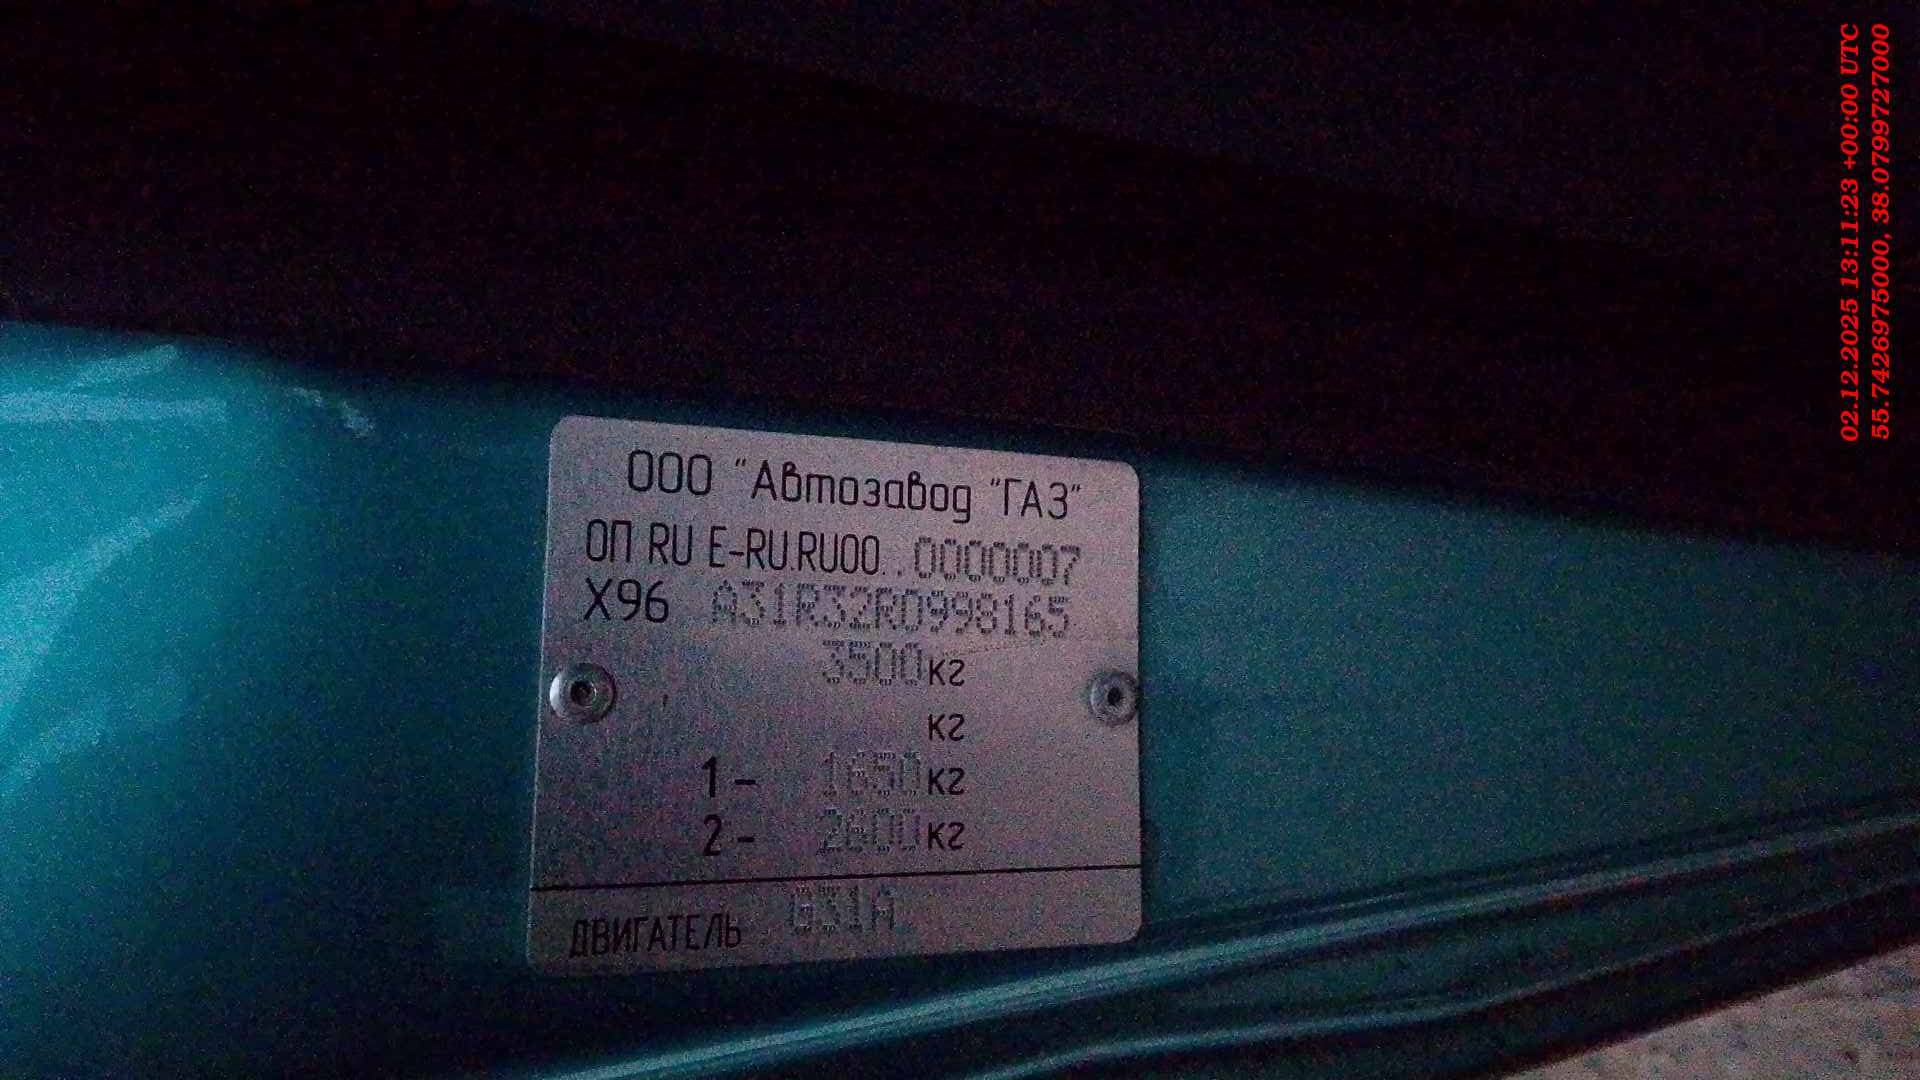 ООО "Автозавод "ГАЗ"
ОП RU E-RU.RU00..0000007
X96 A31R32R0998165
3500кг
кг
1 - 1650кг
2 - 2600кг
ДВИГАТЕЛЬ G31A
02.12.2025 13:11:23 +00:00 UTC
55.7426975000, 38.0799727000